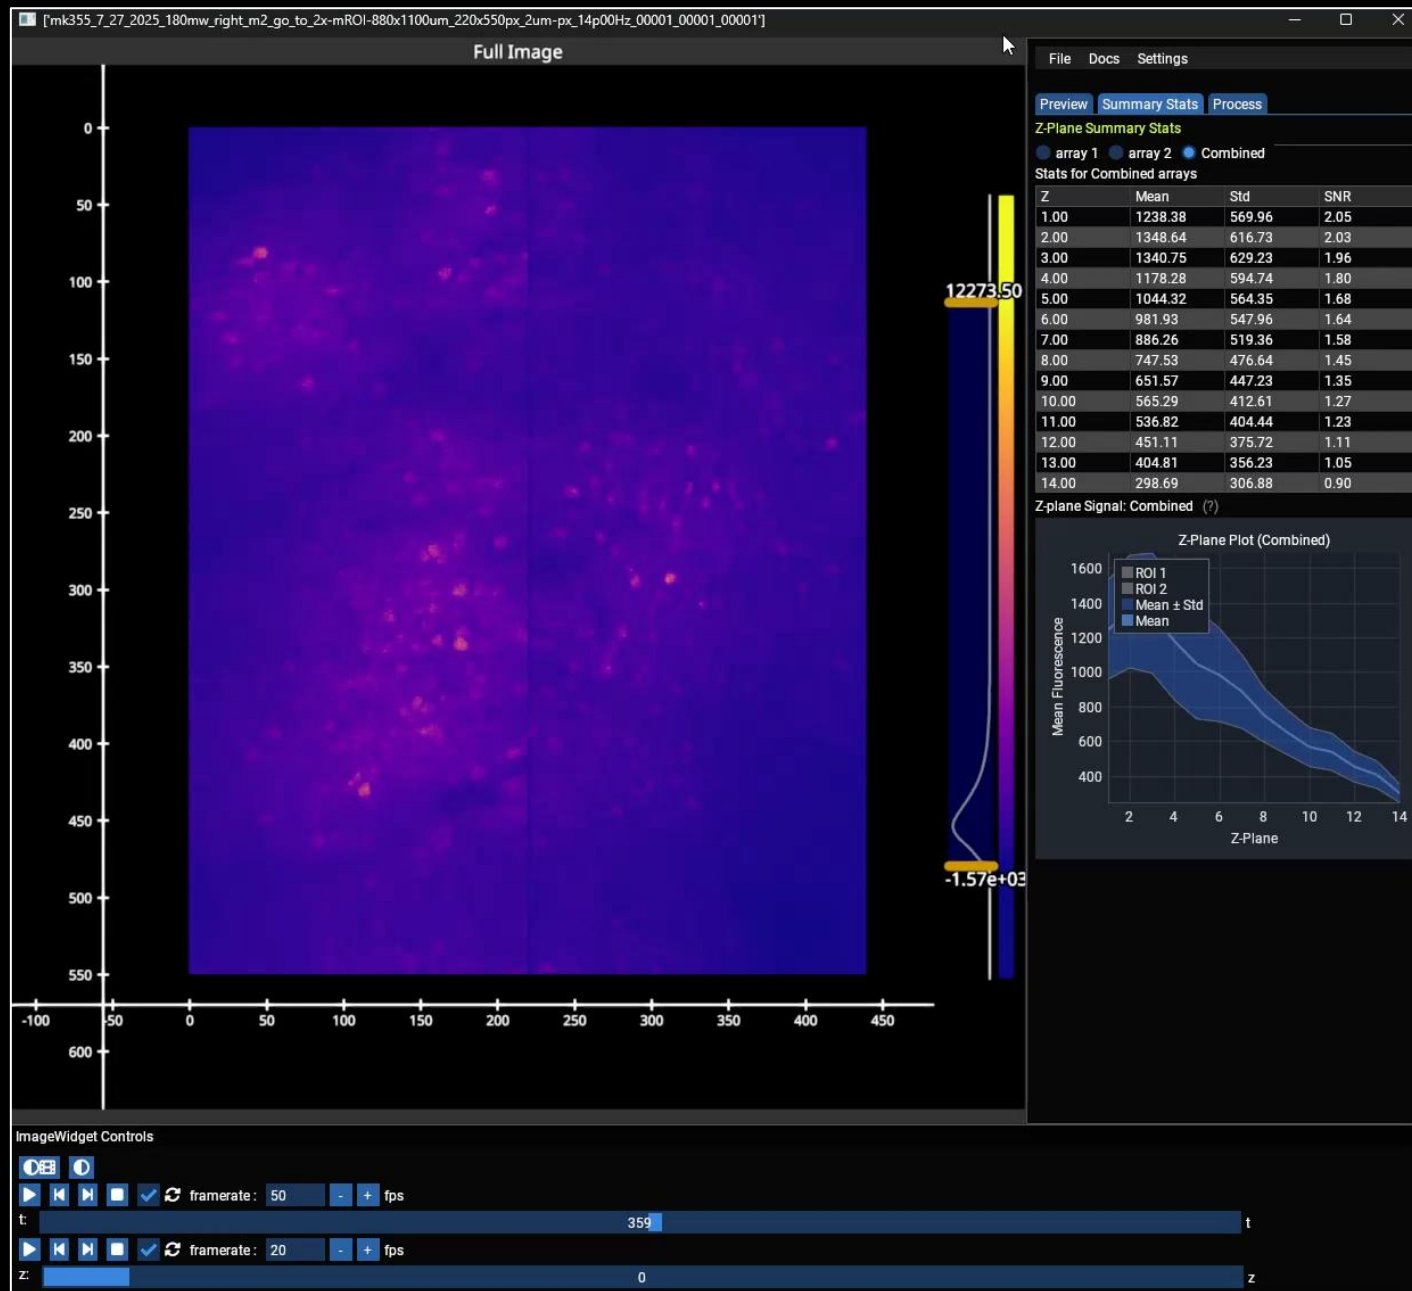 ['mk355_7_27_2025_180mw_right_m2_go_to_2x-mROI-880x1100um_220x550px_2um-px_14p00Hz_00001_00001_00001']
Full Image
0
50
100
150
200
250
300
350
400
450
500
550
600
-100 -50 0 50 100 150 200 250 300 350 400 450
12273.50
-1.57e+03
File Docs Settings
Preview Summary Stats Process
Z-Plane Summary Stats
array 1 array 2 Combined
Stats for Combined arrays
Z Mean Std SNR
1.00 1238.38 569.96 2.05
2.00 1348.64 616.73 2.03
3.00 1340.75 629.23 1.96
4.00 1178.28 594.74 1.80
5.00 1044.32 564.35 1.68
6.00 981.93 547.96 1.64
7.00 886.26 519.36 1.58
8.00 747.53 476.64 1.45
9.00 651.57 447.23 1.35
10.00 565.29 412.61 1.27
11.00 536.82 404.44 1.23
12.00 451.11 375.72 1.11
13.00 404.81 356.23 1.05
14.00 298.69 306.88 0.90
Z-plane Signal: Combined (?)
Z-Plane Plot (Combined)
ROI 1
ROI 2
Mean ± Std
Mean
Mean Fluorescence
1600
1400
1200
1000
800
600
400
2 4 6 8 10 12 14
Z-Plane
ImageWidget Controls
framerate: 50 - + fps
t: 359 t
framerate: 20 - + fps
z: 0 z